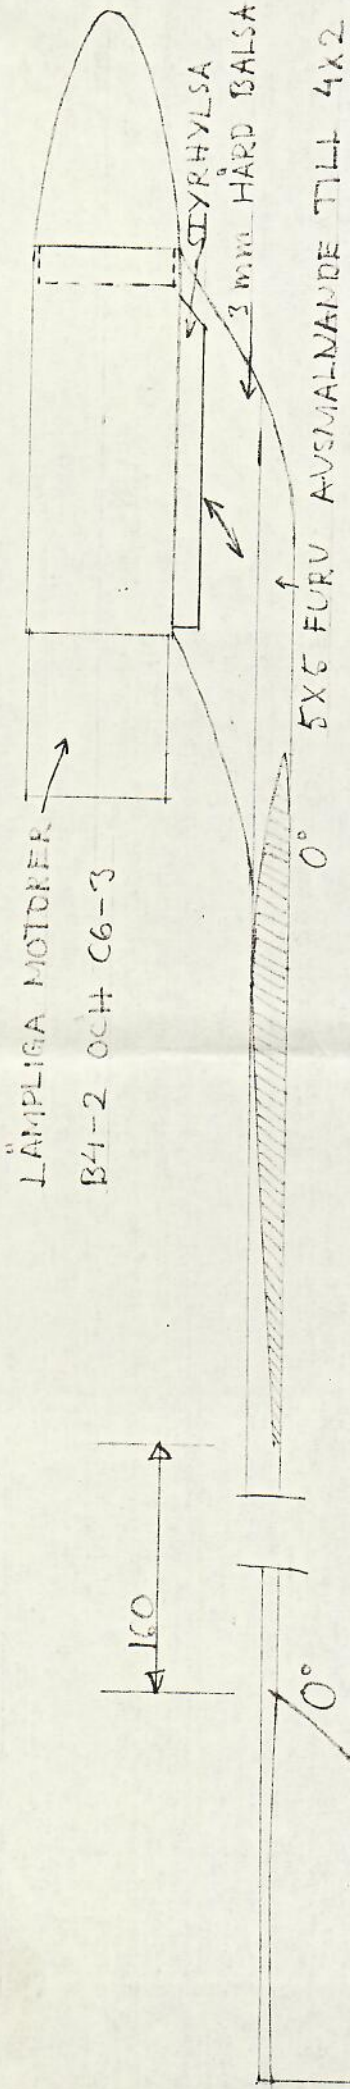 LÄMPLIGA MOTORER
B4-2 OCH C6-3
STYRHYLSA
3 mm HÅRD BALSA
5X5 FURU AVSMALNANDE TILL 4X2
0°
160
0°